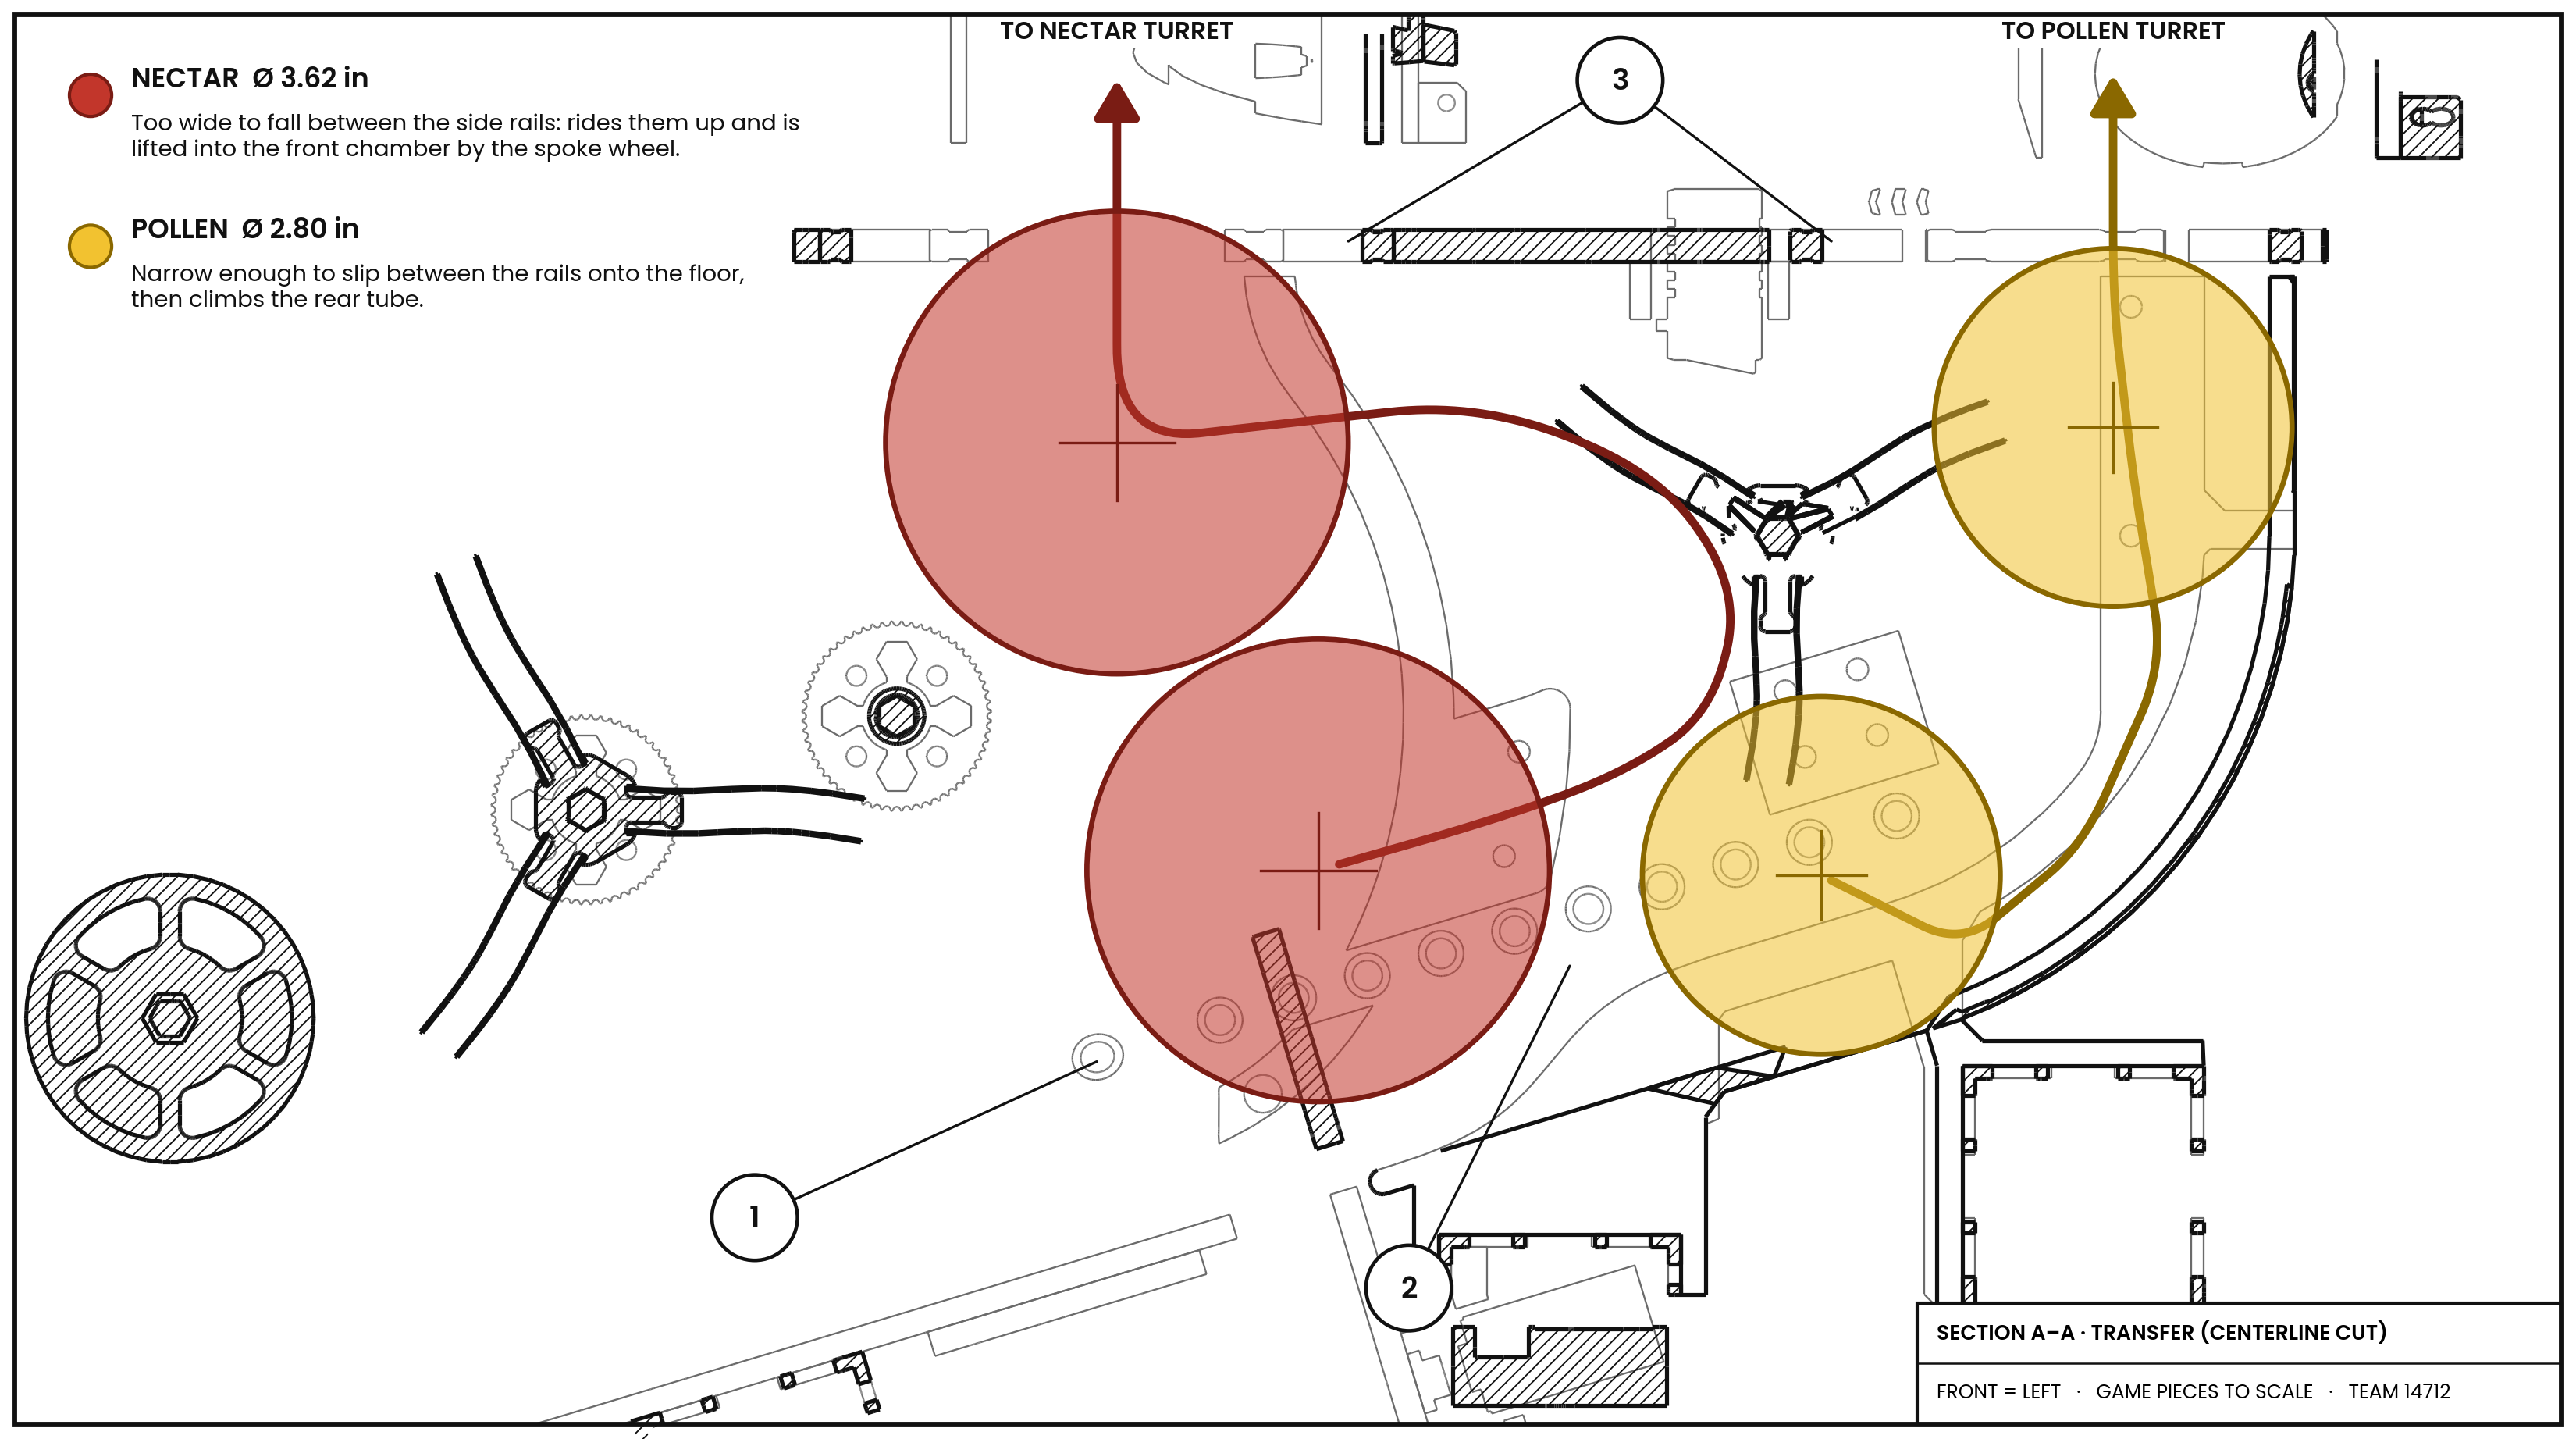 TO NECTAR TURRET
TO POLLEN TURRET
NECTAR Ø 3.62 in
Too wide to fall between the side rails: rides them up and is
lifted into the front chamber by the spoke wheel.
POLLEN Ø 2.80 in
Narrow enough to slip between the rails onto the floor,
then climbs the rear tube.
3
1
2
SECTION A–A · TRANSFER (CENTERLINE CUT)
FRONT = LEFT · GAME PIECES TO SCALE · TEAM 14712